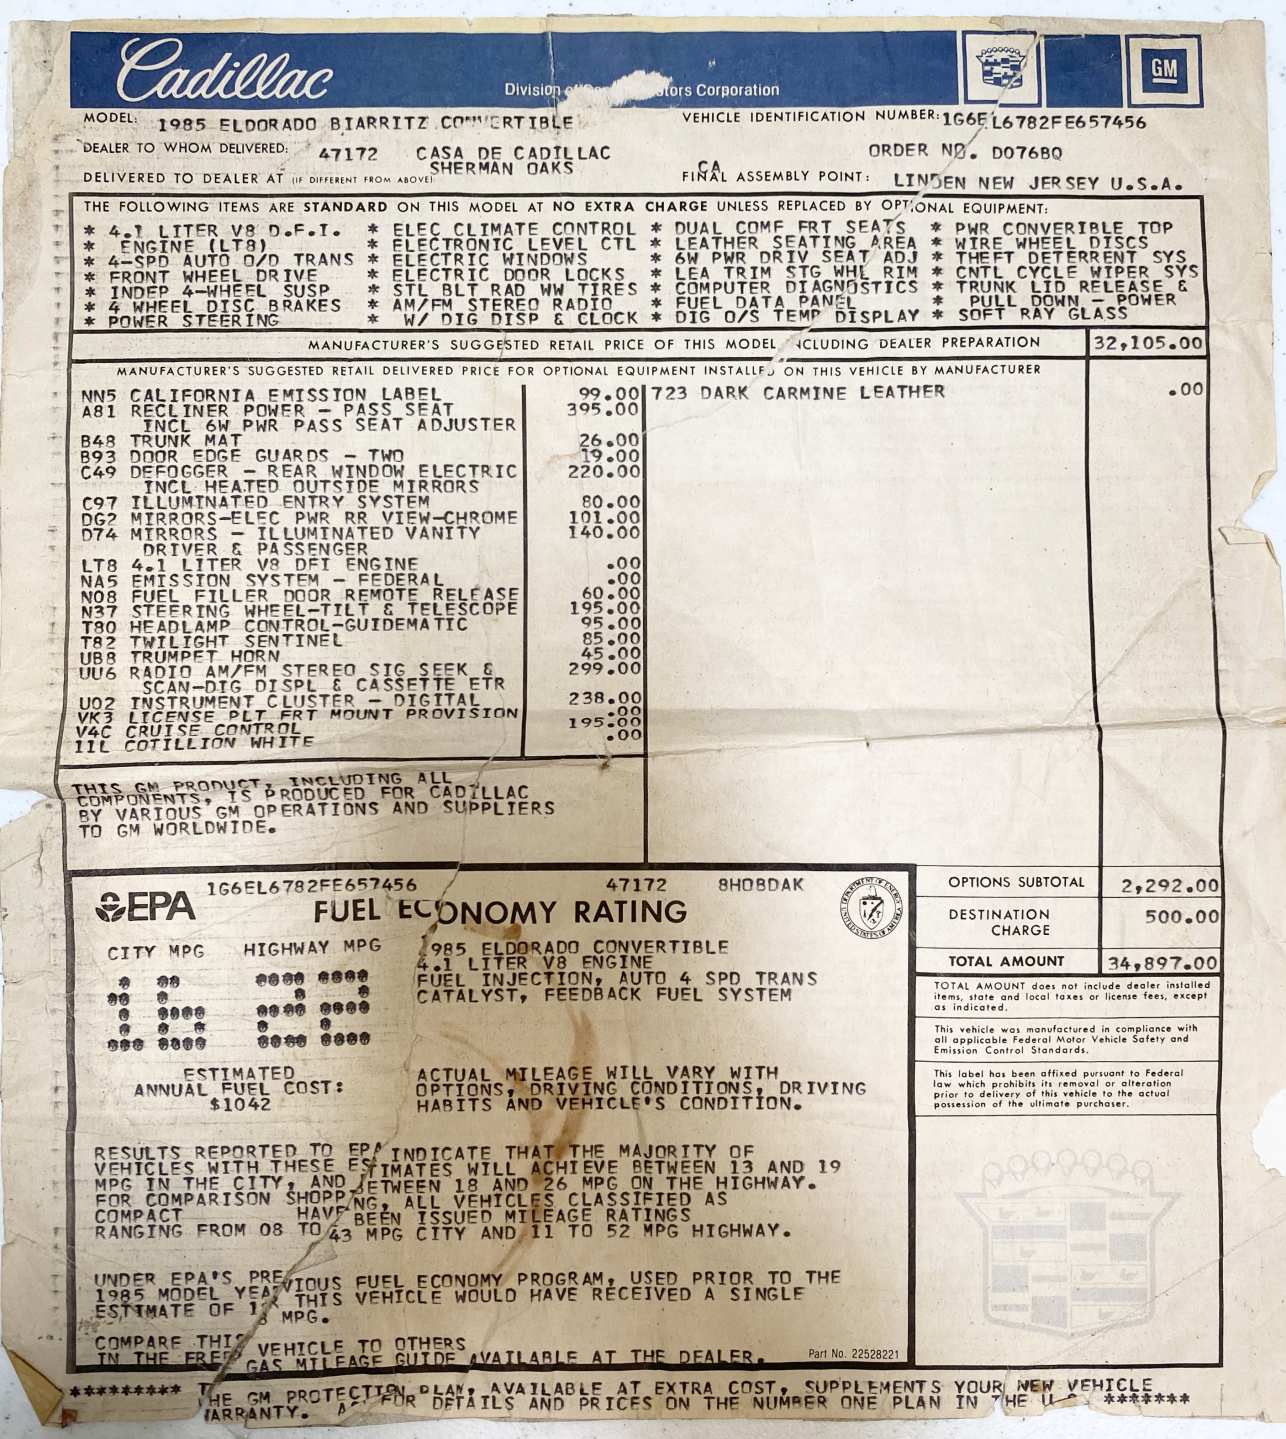 Cadillac
Division of General Motors Corporation
GM
MODEL: 1985 ELDORADO BIARRITZ CONVERTIBLE
VEHICLE IDENTIFICATION NUMBER: 1G6EL6782FE657456
DEALER TO WHOM DELIVERED: 47172 CASA DE CADILLAC
ORDER NO. D076BQ
SHERMAN OAKS CA
DELIVERED TO DEALER AT (IF DIFFERENT FROM ABOVE)
FINAL ASSEMBLY POINT: LINDEN NEW JERSEY U.S.A.
THE FOLLOWING ITEMS ARE STANDARD ON THIS MODEL AT NO EXTRA CHARGE UNLESS REPLACED BY OPTIONAL EQUIPMENT:
* 4.1 LITER V8 D.F.I. * ELEC CLIMATE CONTROL * DUAL COMF FRT SEATS * PWR CONVERIBLE TOP
* ENGINE (LT8) * ELECTRONIC LEVEL CTL * LEATHER SEATING AREA * WIRE WHEEL DISCS
* 4-SPD AUTO O/D TRANS * ELECTRIC WINDOWS * 6W PWR DRIV SEAT ADJ * THEFT DETERRENT SYS
* FRONT WHEEL DRIVE * ELECTRIC DOOR LOCKS * LEA TRIM STG WHL RIM * CNTL CYCLE WIPER SYS
* INDEP 4-WHEEL SUSP * STL BLT RAD WW TIRES * COMPUTER DIAGNOSTICS * TRUNK LID RELEASE &
* 4 WHEEL DISC BRAKES * AM/FM STEREO RADIO * FUEL DATA PANEL * PULL DOWN - POWER
* POWER STEERING * W/ DIG DISP & CLOCK * DIG O/S TEMP DISPLAY * SOFT RAY GLASS
MANUFACTURER'S SUGGESTED RETAIL PRICE OF THIS MODEL INCLUDING DEALER PREPARATION 32,105.00
MANUFACTURER'S SUGGESTED RETAIL DELIVERED PRICE FOR OPTIONAL EQUIPMENT INSTALLED ON THIS VEHICLE BY MANUFACTURER
NN5 CALIFORNIA EMISSION LABEL 99.00
723 DARK CARMINE LEATHER .00
A81 RECLINER POWER - PASS SEAT 395.00
INCL 6W PWR PASS SEAT ADJUSTER
B48 TRUNK MAT 26.00
B93 DOOR EDGE GUARDS - TWO 19.00
C49 DEFOGGER - REAR WINDOW ELECTRIC 220.00
INCL HEATED OUTSIDE MIRRORS
C97 ILLUMINATED ENTRY SYSTEM 80.00
DG2 MIRRORS-ELEC PWR RR VIEW-CHROME 101.00
D74 MIRRORS - ILLUMINATED VANITY 140.00
DRIVER & PASSENGER
LT8 4.1 LITER V8 DFI ENGINE .00
NA5 EMISSION SYSTEM - FEDERAL .00
N08 FUEL FILLER DOOR REMOTE RELEASE 60.00
N37 STEERING WHEEL-TILT & TELESCOPE 195.00
T80 HEADLAMP CONTROL-GUIDEMATIC 95.00
T82 TWILIGHT SENTINEL 85.00
UB8 TRUMPET HORN 45.00
UU6 RADIO AM/FM STEREO SIG SEEK & 299.00
SCAN-DIG DISPL & CASSETTE ETR
U02 INSTRUMENT CLUSTER - DIGITAL 238.00
VK3 LICENSE PLT FRT MOUNT PROVISION .00
V4C CRUISE CONTROL 195.00
11L COTILLION WHITE .00
THIS GM PRODUCT, INCLUDING ALL
COMPONENTS, IS PRODUCED FOR CADILLAC
BY VARIOUS GM OPERATIONS AND SUPPLIERS
TO GM WORLDWIDE.
OPTIONS SUBTOTAL 2,292.00
DESTINATION CHARGE 500.00
TOTAL AMOUNT 34,897.00
TOTAL AMOUNT does not include dealer installed
items, state and local taxes or license fees, except
as indicated.
This vehicle was manufactured in compliance with
all applicable Federal Motor Vehicle Safety and
Emission Control Standards.
This label has been affixed pursuant to Federal
law which prohibits its removal or alteration
prior to delivery of this vehicle to the actual
possession of the ultimate purchaser.
EPA 1G6EL6782FE657456 47172 8H08DAK
FUEL ECONOMY RATING
CITY MPG HIGHWAY MPG
16 22
1985 ELDORADO CONVERTIBLE
4.1 LITER V8 ENGINE
FUEL INJECTION, AUTO 4 SPD TRANS
CATALYST, FEEDBACK FUEL SYSTEM
ESTIMATED
ANNUAL FUEL COST:
$1042
ACTUAL MILEAGE WILL VARY WITH
OPTIONS, DRIVING CONDITIONS, DRIVING
HABITS AND VEHICLE'S CONDITION.
RESULTS REPORTED TO EPA INDICATE THAT THE MAJORITY OF
VEHICLES WITH THESE ESTIMATES WILL ACHIEVE BETWEEN 13 AND 19
MPG IN THE CITY, AND BETWEEN 18 AND 26 MPG ON THE HIGHWAY.
FOR COMPARISON SHOPPING, ALL VEHICLES CLASSIFIED AS
COMPACT HAVE BEEN ISSUED MILEAGE RATINGS
RANGING FROM 08 TO 43 MPG CITY AND 11 TO 52 MPG HIGHWAY.
UNDER EPA'S PREVIOUS FUEL ECONOMY PROGRAM, USED PRIOR TO THE
1985 MODEL YEAR THIS VEHICLE WOULD HAVE RECEIVED A SINGLE
ESTIMATE OF 18 MPG.
COMPARE THIS VEHICLE TO OTHERS
IN THE FREE GAS MILEAGE GUIDE AVAILABLE AT THE DEALER.
Part No. 22528221
********* THE GM PROTECTION PLAN, AVAILABLE AT EXTRA COST, SUPPLEMENTS YOUR NEW VEHICLE
WARRANTY. FOR DETAILS AND PRICES ON THE NUMBER ONE PLAN IN THE *******